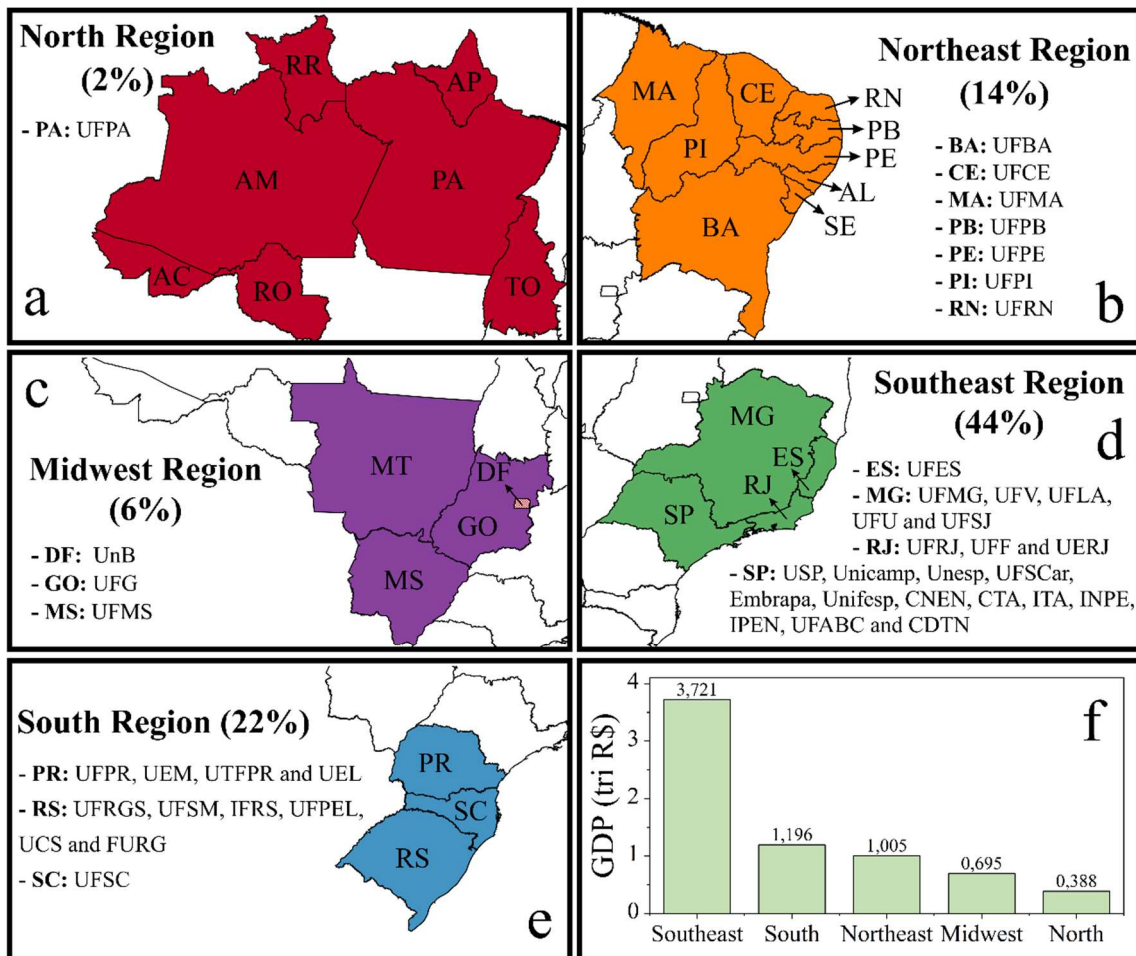 North Region
(2%)
- PA: UFPA
RR
AP
AM
PA
AC
RO
TO
a
Northeast Region
(14%)
MA
CE
RN
PB
PI
PE
AL
BA
SE
- BA: UFBA
- CE: UFCE
- MA: UFMA
- PB: UFPB
- PE: UFPE
- PI: UFPI
- RN: UFRN
b
c
Midwest Region
(6%)
MT
DF
GO
MS
- DF: UnB
- GO: UFG
- MS: UFMS
Southeast Region
(44%)
d
MG
ES
RJ
SP
- ES: UFES
- MG: UFMG, UFV, UFLA,
UFU and UFSJ
- RJ: UFRJ, UFF and UERJ
- SP: USP, Unicamp, Unesp, UFSCar,
Embrapa, Unifesp, CNEN, CTA, ITA, INPE,
IPEN, UFABC and CDTN
South Region (22%)
- PR: UFPR, UEM, UTFPR and UEL
- RS: UFRGS, UFSM, IFRS, UFPEL,
UCS and FURG
- SC: UFSC
PR
SC
RS
e
f
GDP (tri R$)
4
3
2
1
0
3,721
1,196
1,005
0,695
0,388
Southeast South Northeast Midwest North